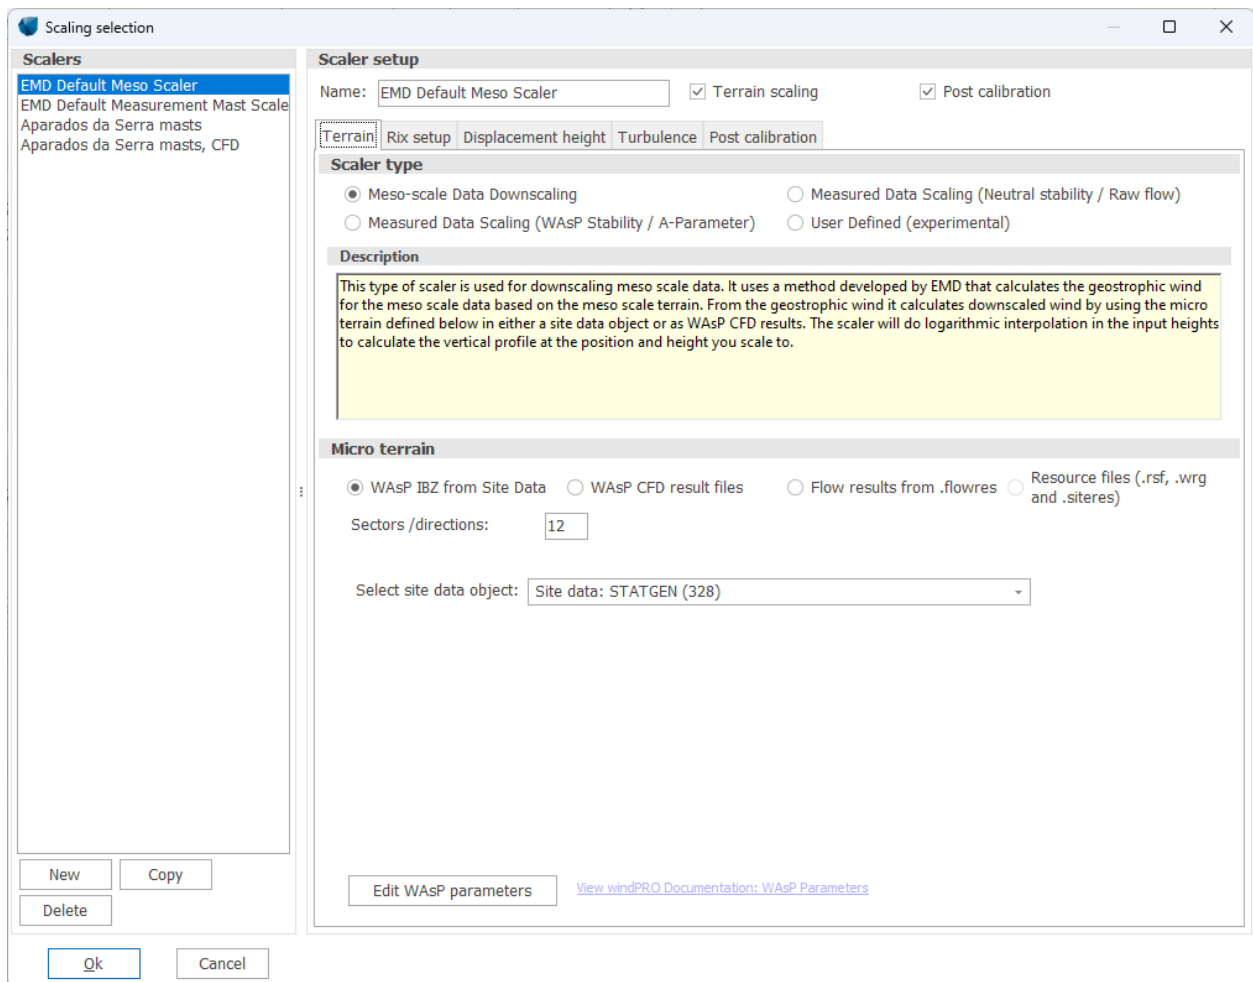 Scaling selection
Scalers
EMD Default Meso Scaler
EMD Default Measurement Mast Scale
Aparados da Serra masts
Aparados da Serra masts, CFD
New
Copy
Delete
Ok
Cancel
Scaler setup
Name: EMD Default Meso Scaler
Terrain scaling
Post calibration
Terrain
Rix setup
Displacement height
Turbulence
Post calibration
Scaler type
Meso-scale Data Downscaling
Measured Data Scaling (Neutral stability / Raw flow)
Measured Data Scaling (WAsP Stability / A-Parameter)
User Defined (experimental)
Description
This type of scaler is used for downscaling meso scale data. It uses a method developed by EMD that calculates the geostrophic wind
for the meso scale data based on the meso scale terrain. From the geostrophic wind it calculates downscaled wind by using the micro
terrain defined below in either a site data object or as WAsP CFD results. The scaler will do logarithmic interpolation in the input heights
to calculate the vertical profile at the position and height you scale to.
Micro terrain
WAsP IBZ from Site Data
WAsP CFD result files
Flow results from .flowres
Resource files (.rsf, .wrg
and .siteres)
Sectors /directions: 12
Select site data object: Site data: STATGEN (328)
Edit WAsP parameters
View windPRO Documentation: WAsP Parameters